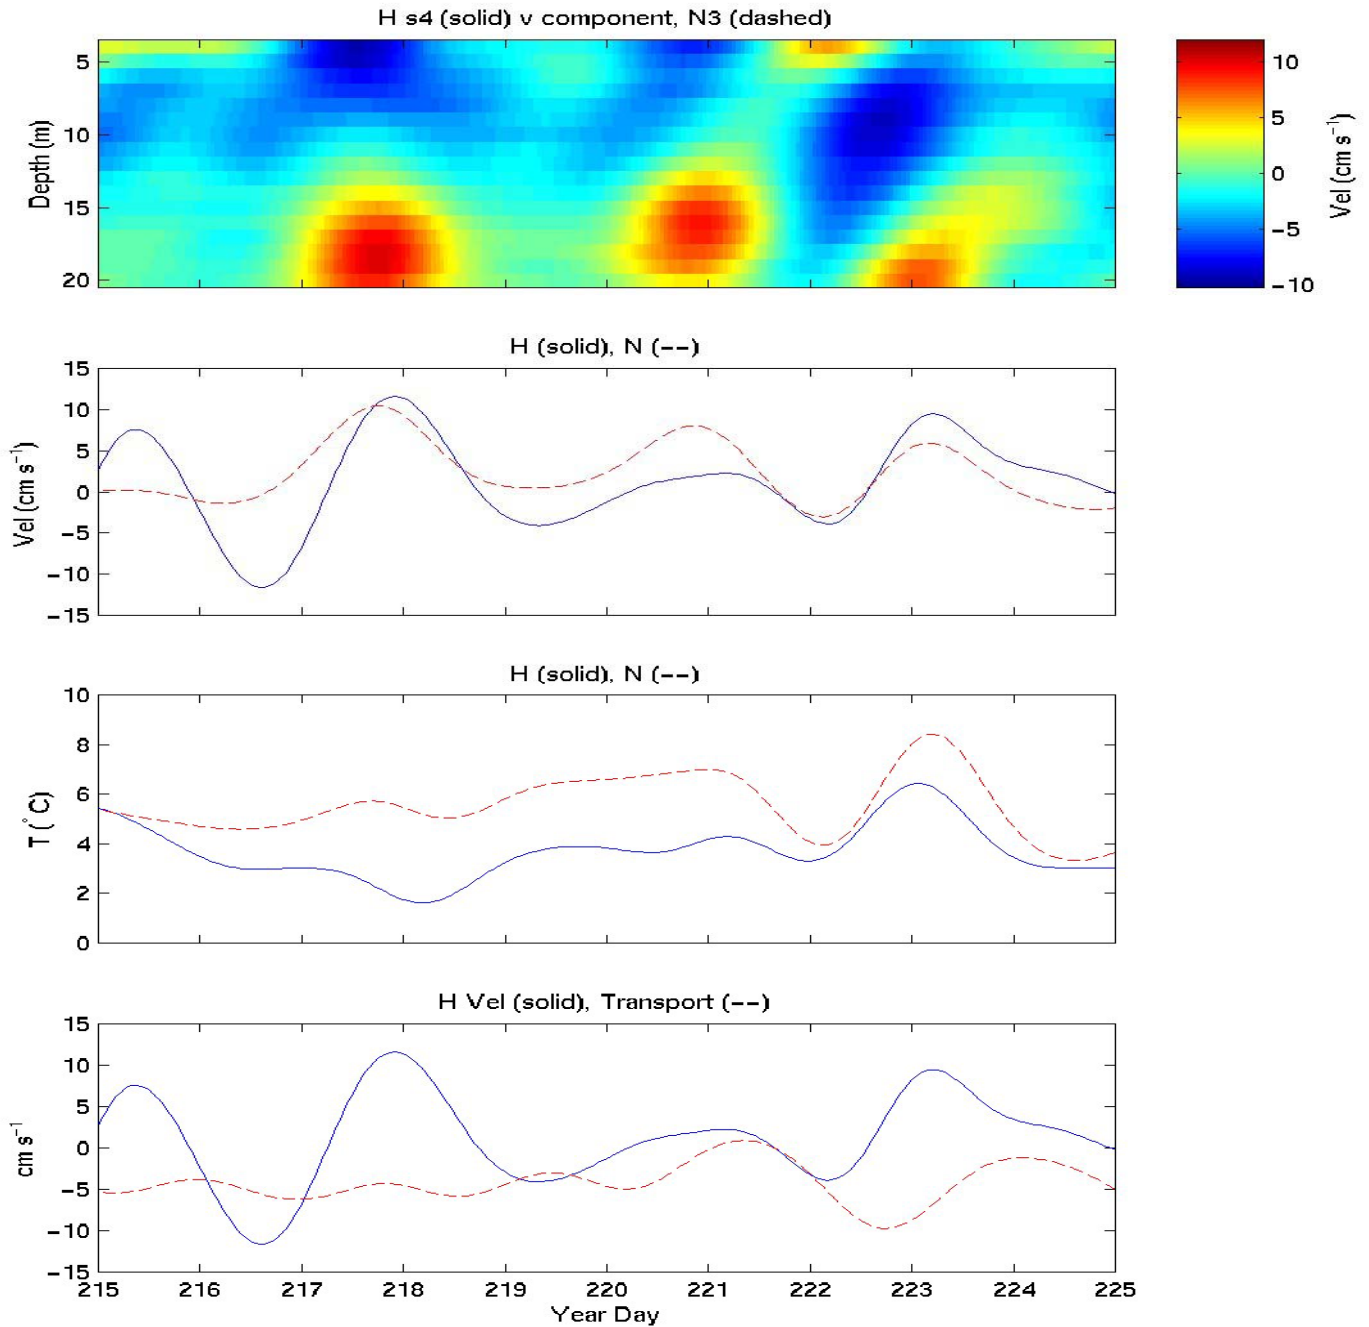 H s4 (solid) v component, N3 (dashed)
5
10
15
20
Depth (m)
10
5
0
−5
−10
Vel (cm s⁻¹)
H (solid), N (−−)
15
10
5
0
−5
−10
−15
Vel (cm s⁻¹)
H (solid), N (−−)
10
8
6
4
2
0
T (°C)
H Vel (solid), Transport (−−)
15
10
5
0
−5
−10
−15
cm s⁻¹
215 216 217 218 219 220 221 222 223 224 225
Year Day